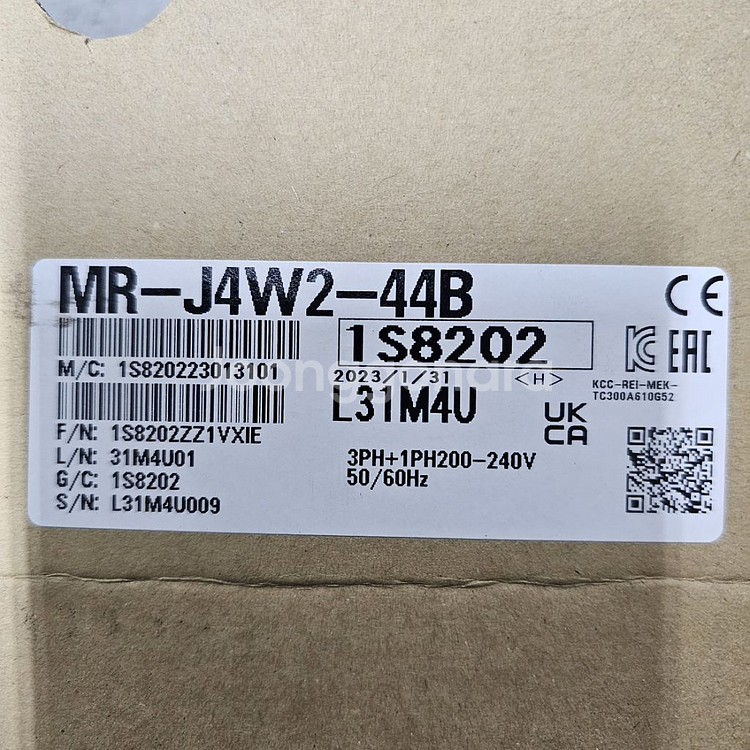 MR-J4W2-44B
CE
1S8202
EAC
M/C: 1S820223013101
2023/1/31
<H>
KCC-REI-MEK-
TC300A610G52
L31M4U
UK
CA
F/N: 1S8202ZZ1VXIE
L/N: 31M4U01
3PH+1PH200-240V
G/C: 1S8202
50/60Hz
S/N: L31M4U009